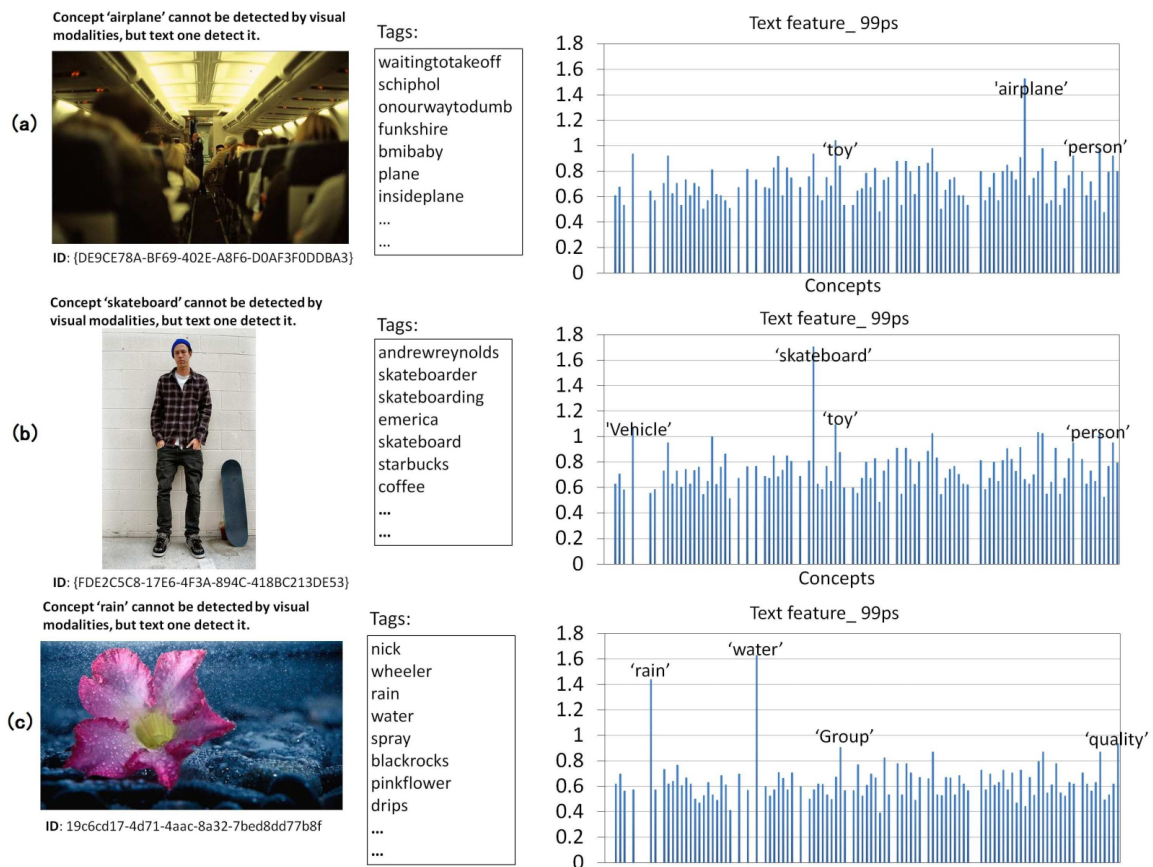 Concept 'airplane' cannot be detected by visual
modalities, but text one detect it.
(a)
ID: {DE9CE78A-BF69-402E-A8F6-D0AF3F0DDBA3}
Tags:
waitingtotakeoff
schiphol
onourwaytodumb
funkshire
bmibaby
plane
insideplane
...
...
Text feature_ 99ps
1.8
1.6
1.4
1.2
1
0.8
0.6
0.4
0.2
0
'airplane'
'toy'
'person'
Concepts
Concept 'skateboard' cannot be detected by
visual modalities, but text one detect it.
(b)
ID: {FDE2C5C8-17E6-4F3A-894C-418BC213DE53}
Tags:
andrewreynolds
skateboarder
skateboarding
emerica
skateboard
starbucks
coffee
...
...
Text feature_ 99ps
1.8
1.6
1.4
1.2
1
0.8
0.6
0.4
0.2
0
'skateboard'
'Vehicle'
'toy'
'person'
Concepts
Concept 'rain' cannot be detected by visual
modalities, but text one detect it.
(c)
ID: 19c6cd17-4d71-4aac-8a32-7bed8dd77b8f
Tags:
nick
wheeler
rain
water
spray
blackrocks
pinkflower
drips
...
...
Text feature_ 99ps
1.8
1.6
1.4
1.2
1
0.8
0.6
0.4
0.2
0
'water'
'rain'
'Group'
'quality'